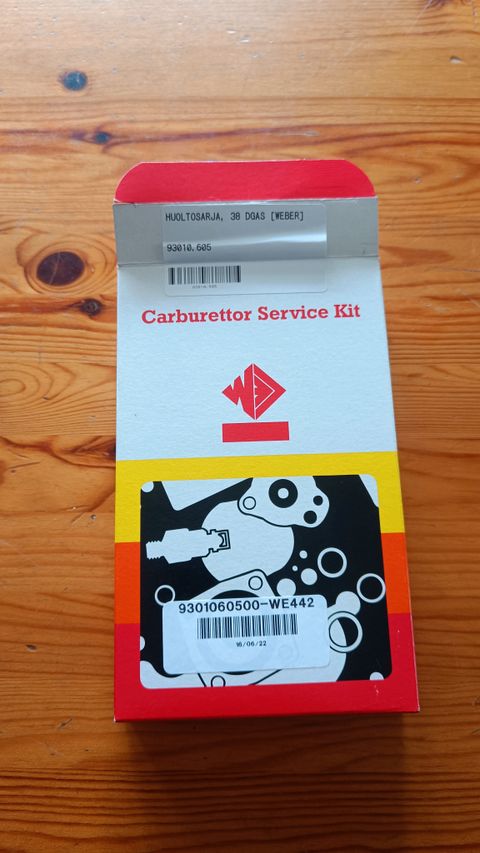 HUOLTOSARJA, 38 DGAS [WEBER]
93010.605
Carburettor Service Kit
9301060500-WE442
16/06/22